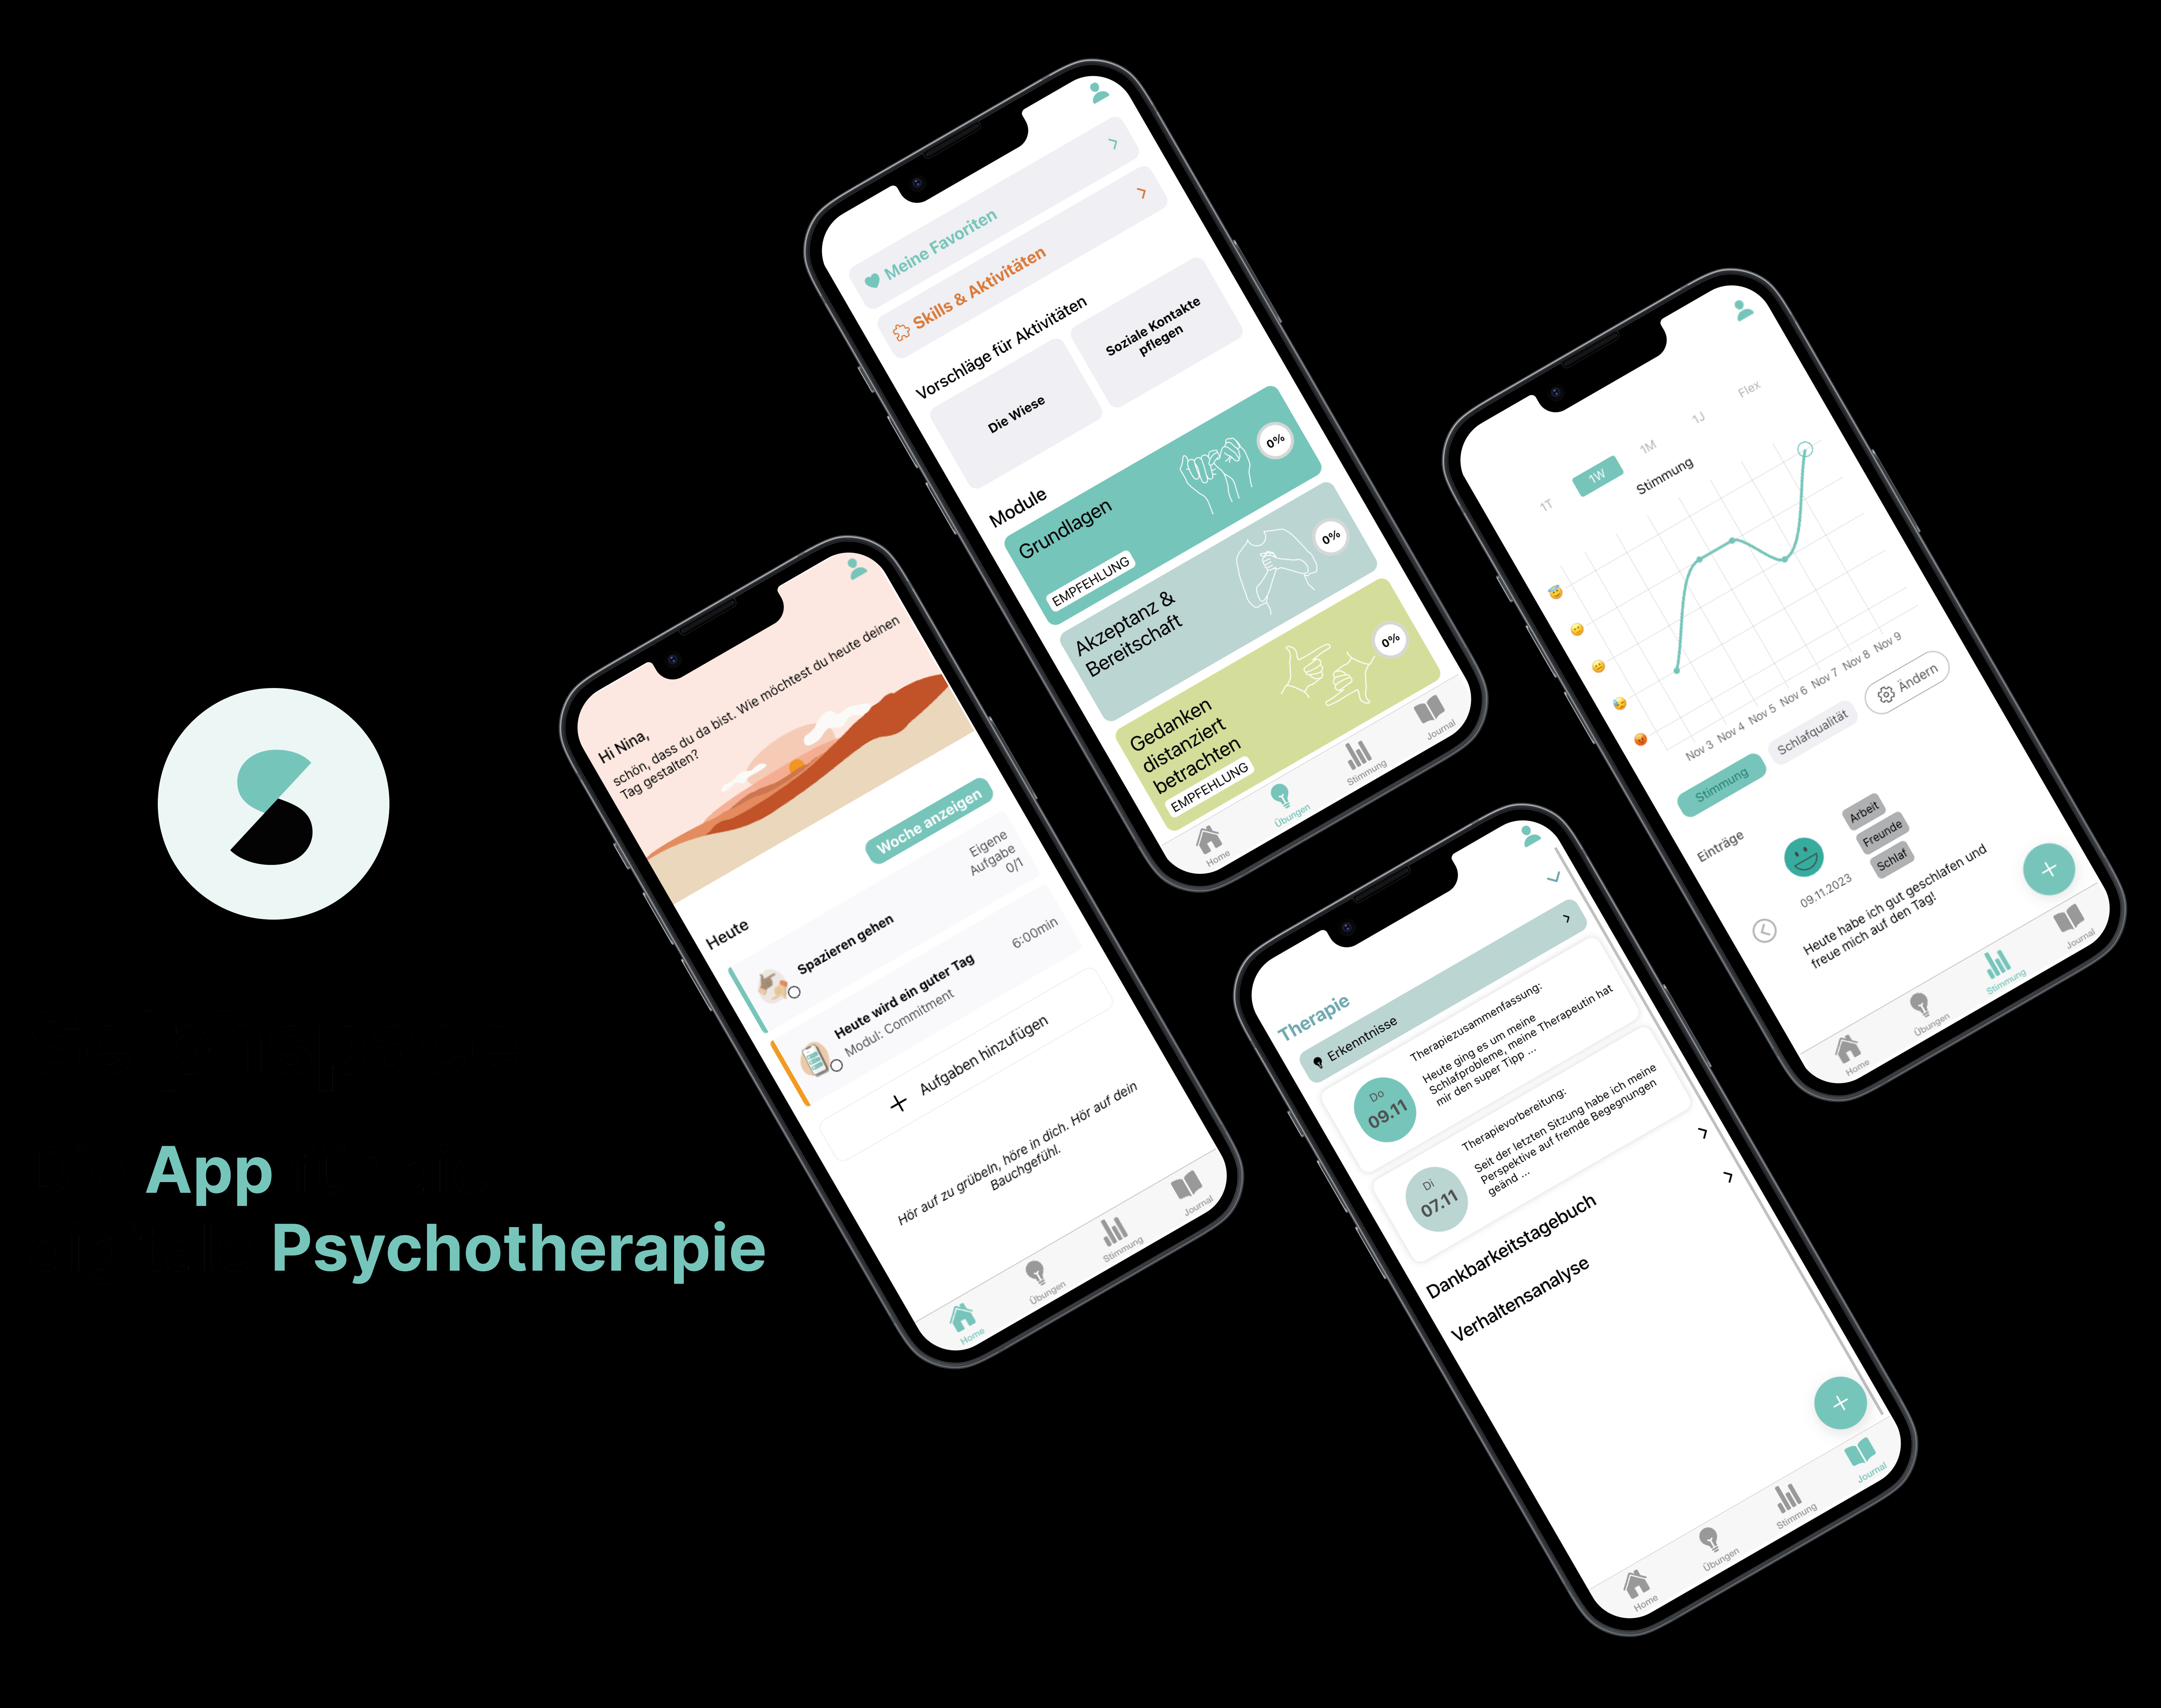 App
Psychotherapie
Hi Nina,
schön, dass du da bist. Wie möchtest du heute deinen
Tag gestalten?
Woche anzeigen
Heute
Spazieren gehen
Eigene
Aufgabe
0/1
Heute wird ein guter Tag
Modul: Commitment
6:00min
+ Aufgaben hinzufügen
Hör auf zu grübeln, höre in dich. Hör auf dein
Bauchgefühl.
Home
Übungen
Stimmung
Journal
Meine Favoriten
Skills & Aktivitäten
Vorschläge für Aktivitäten
Die Wiese
Soziale Kontakte
pflegen
Module
Grundlagen
EMPFEHLUNG
0%
Akzeptanz &
Bereitschaft
0%
Gedanken
distanziert
betrachten
EMPFEHLUNG
0%
Home
Übungen
Stimmung
Journal
Therapie
Erkenntnisse
Do
09.11
Therapiezusammenfassung:
Heute ging es um meine
Schlafprobleme, meine Therapeutin hat
mir den super Tipp ...
Di
07.11
Therapievorbereitung:
Seit der letzten Sitzung habe ich meine
Perspektive auf fremde Begegnungen
geänd ...
Dankbarkeitstagebuch
Verhaltensanalyse
+
Home
Übungen
Stimmung
Journal
1T
1W
1M
1J
Flex
Stimmung
Nov 3
Nov 4
Nov 5
Nov 6
Nov 7
Nov 8
Nov 9
Stimmung
Schlafqualität
Ändern
Einträge
09.11.2023
Arbeit
Freunde
Schlaf
Heute habe ich gut geschlafen und
freue mich auf den Tag!
+
Home
Übungen
Stimmung
Journal